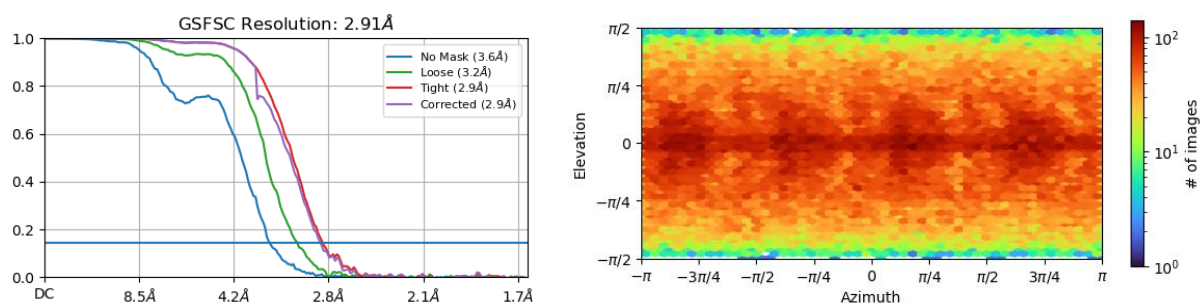 GSFSC Resolution: 2.91Å
1.0
0.8
0.6
0.4
0.2
0.0
DC
8.5Å
4.2Å
2.8Å
2.1Å
1.7Å
No Mask (3.6Å)
Loose (3.2Å)
Tight (2.9Å)
Corrected (2.9Å)
Elevation
π/2
π/4
0
−π/4
−π/2
−π
−3π/4
−π/2
−π/4
0
π/4
π/2
3π/4
π
Azimuth
10²
10¹
10⁰
# of images